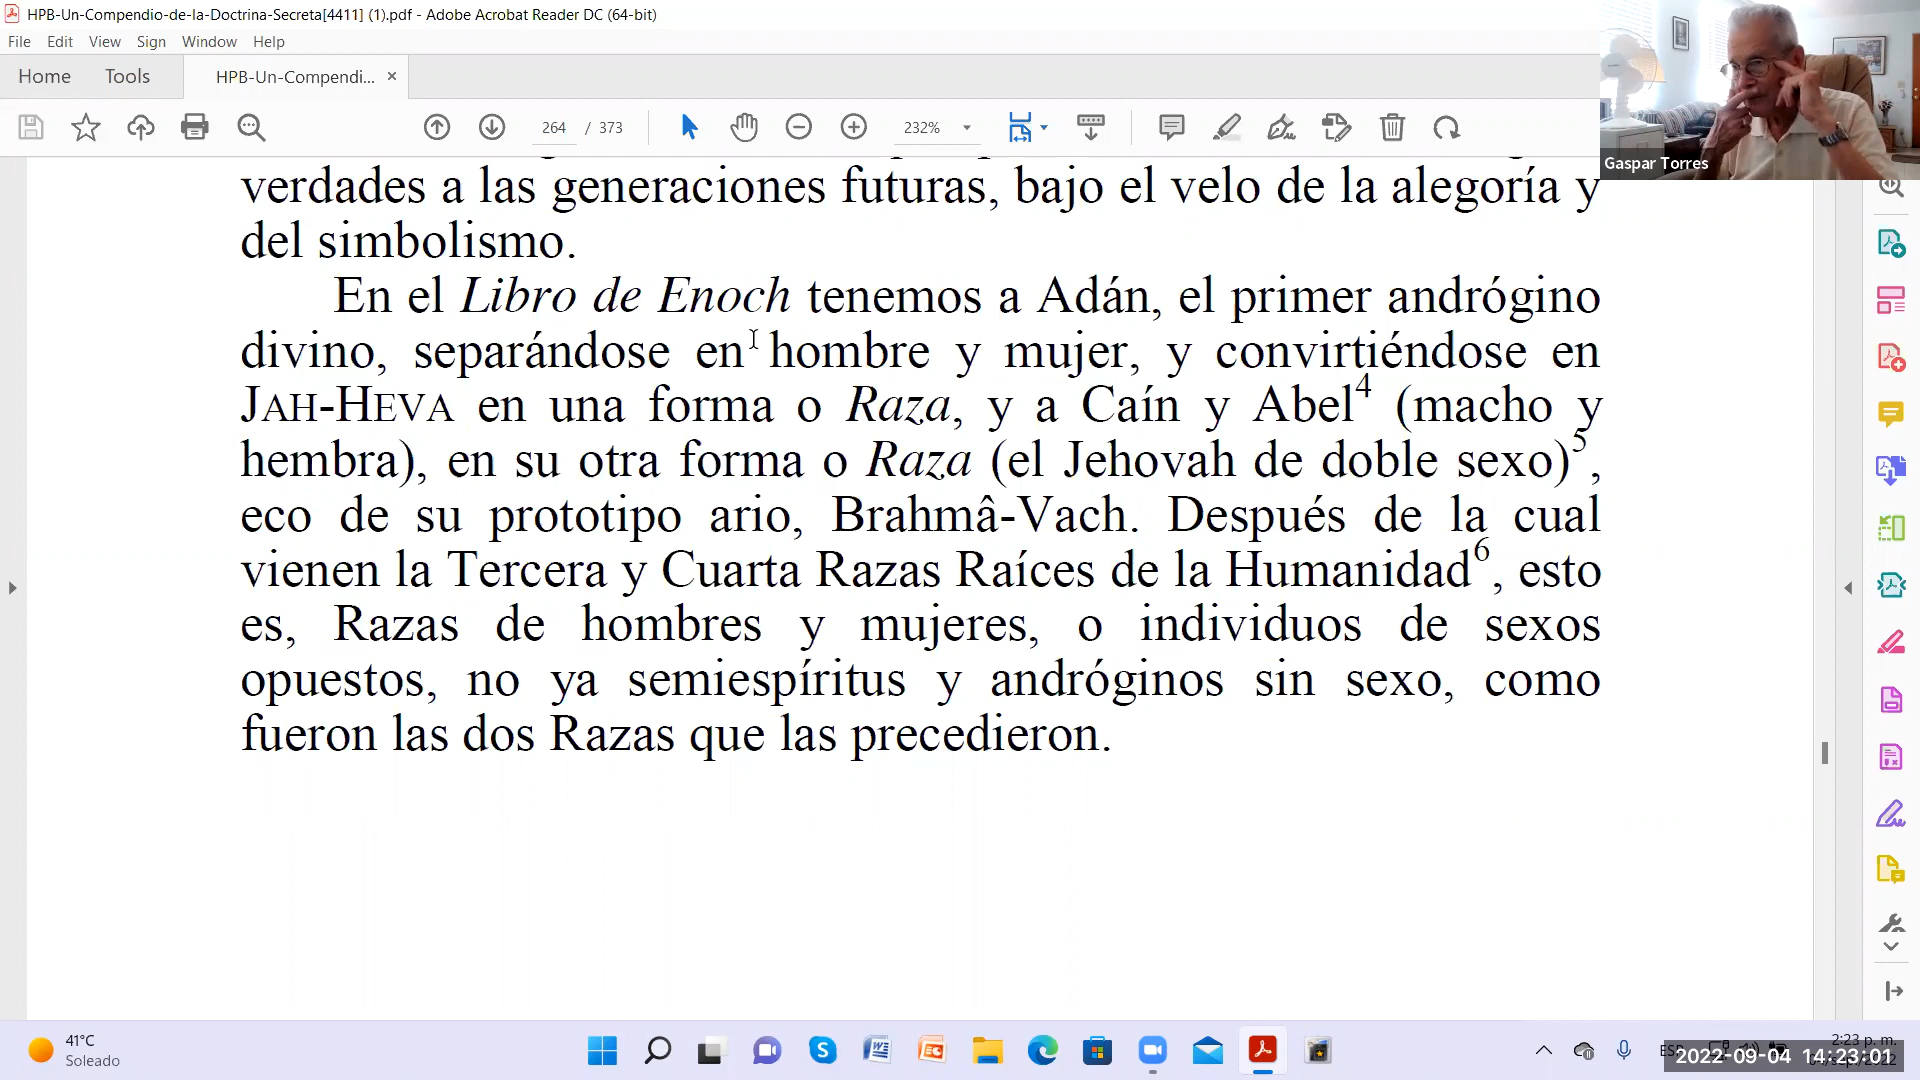 HPB-Un-Compendio-de-la-Doctrina-Secreta[4411] (1).pdf - Adobe Acrobat Reader DC (64-bit)
File Edit View Sign Window Help
Home Tools HPB-Un-Compendi... ×
264 / 373 232%
Gaspar Torres
verdades a las generaciones futuras, bajo el velo de la alegoría y
del simbolismo.
En el Libro de Enoch tenemos a Adán, el primer andrógino
divino, separándose en hombre y mujer, y convirtiéndose en
JAH-HEVA en una forma o Raza, y a Caín y Abel4 (macho y
hembra), en su otra forma o Raza (el Jehovah de doble sexo)5,
eco de su prototipo ario, Brahmâ-Vach. Después de la cual
vienen la Tercera y Cuarta Razas Raíces de la Humanidad6, esto
es, Razas de hombres y mujeres, o individuos de sexos
opuestos, no ya semiespíritus y andróginos sin sexo, como
fueron las dos Razas que las precedieron.
41°C
Soleado
2:23 p. m.
2022-09-04 14:23:01